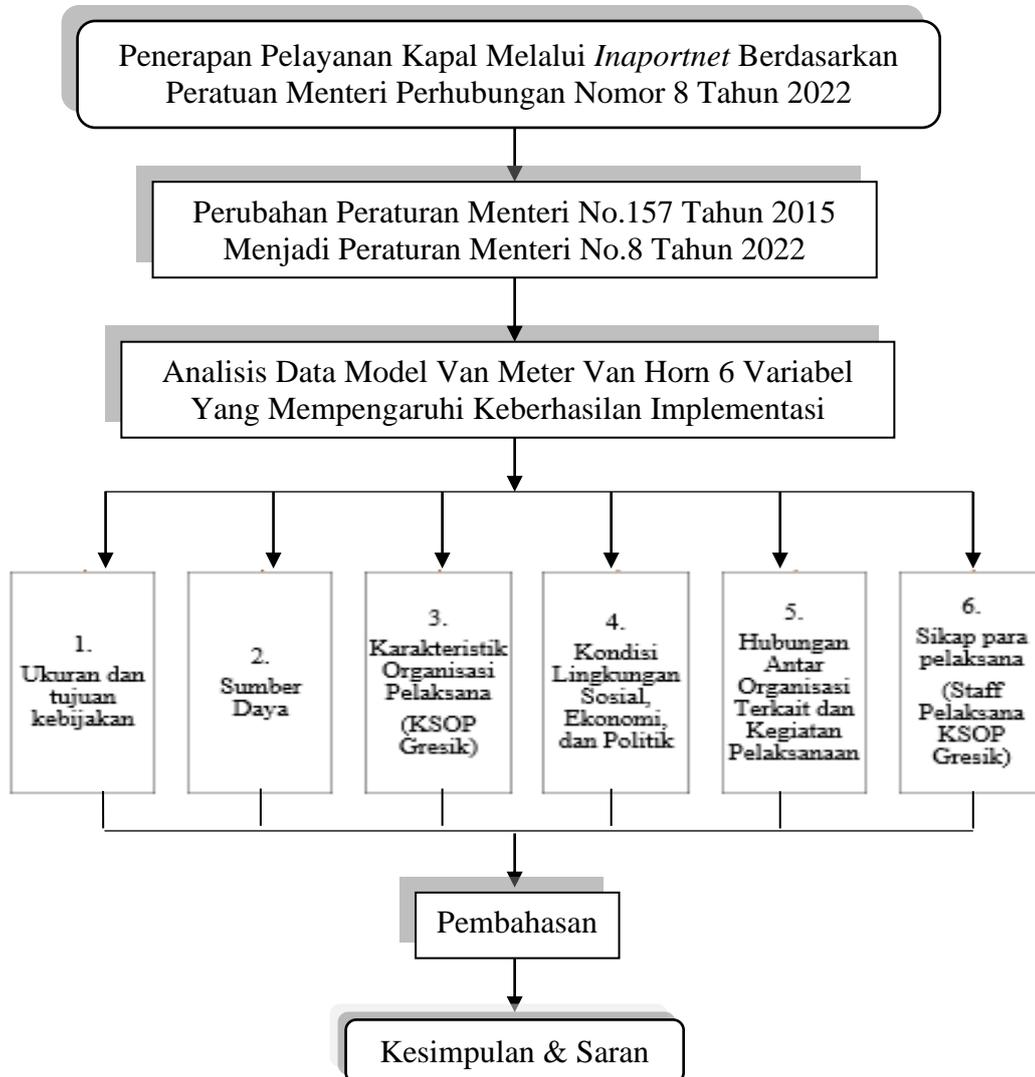 Penerapan Pelayanan Kapal Melalui Inaportnet Berdasarkan
Peratuan Menteri Perhubungan Nomor 8 Tahun 2022
Perubahan Peraturan Menteri No.157 Tahun 2015
Menjadi Peraturan Menteri No.8 Tahun 2022
Analisis Data Model Van Meter Van Horn 6 Variabel
Yang Mempengaruhi Keberhasilan Implementasi
1.
Ukuran dan
tujuan
kebijakan
2.
Sumber
Daya
3.
Karakteristik
Organisasi
Pelaksana
(KSOP
Gresik)
4.
Kondisi
Lingkungan
Sosial,
Ekonomi,
dan Politik
5.
Hubungan
Antar
Organisasi
Terkait dan
Kegiatan
Pelaksanaan
6.
Sikap para
pelaksana
(Staff
Pelaksana
KSOP
Gresik)
Pembahasan
Kesimpulan & Saran